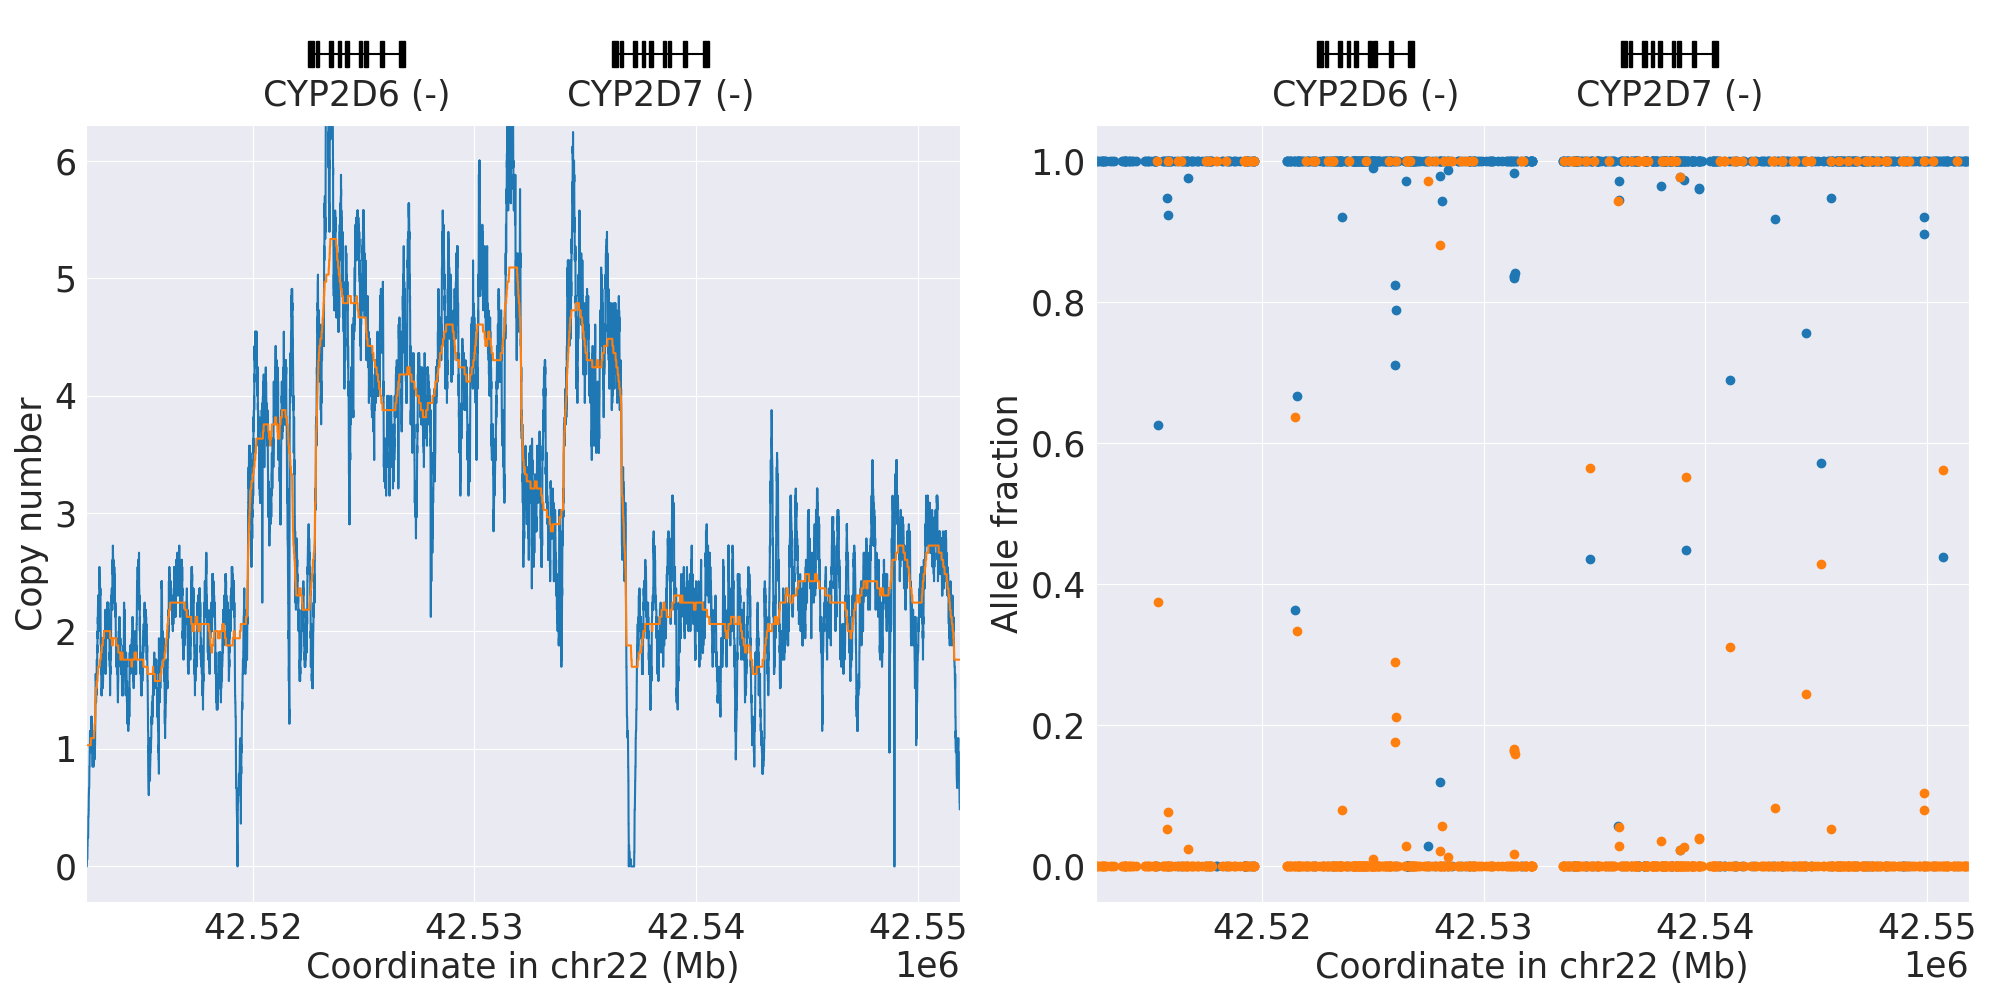 CYP2D6 (-)
CYP2D7 (-)
6
5
4
3
2
1
0
Copy number
42.52
42.53
42.54
42.55
Coordinate in chr22 (Mb)
1e6
CYP2D6 (-)
CYP2D7 (-)
1.0
0.8
0.6
0.4
0.2
0.0
Allele fraction
42.52
42.53
42.54
42.55
Coordinate in chr22 (Mb)
1e6